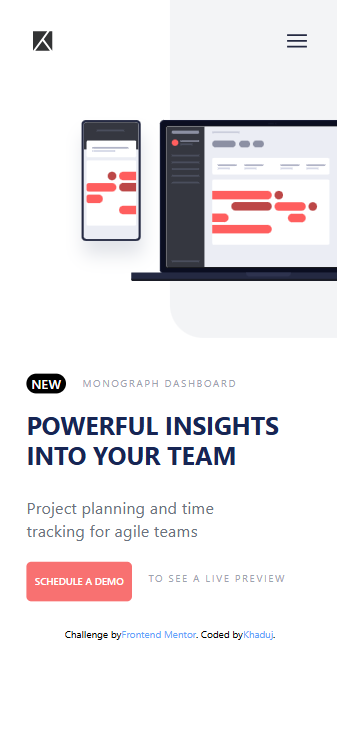 NEW MONOGRAPH DASHBOARD
POWERFUL INSIGHTS
INTO YOUR TEAM
Project planning and time
tracking for agile teams
SCHEDULE A DEMO TO SEE A LIVE PREVIEW
Challenge byFrontend Mentor. Coded byKhaduj.